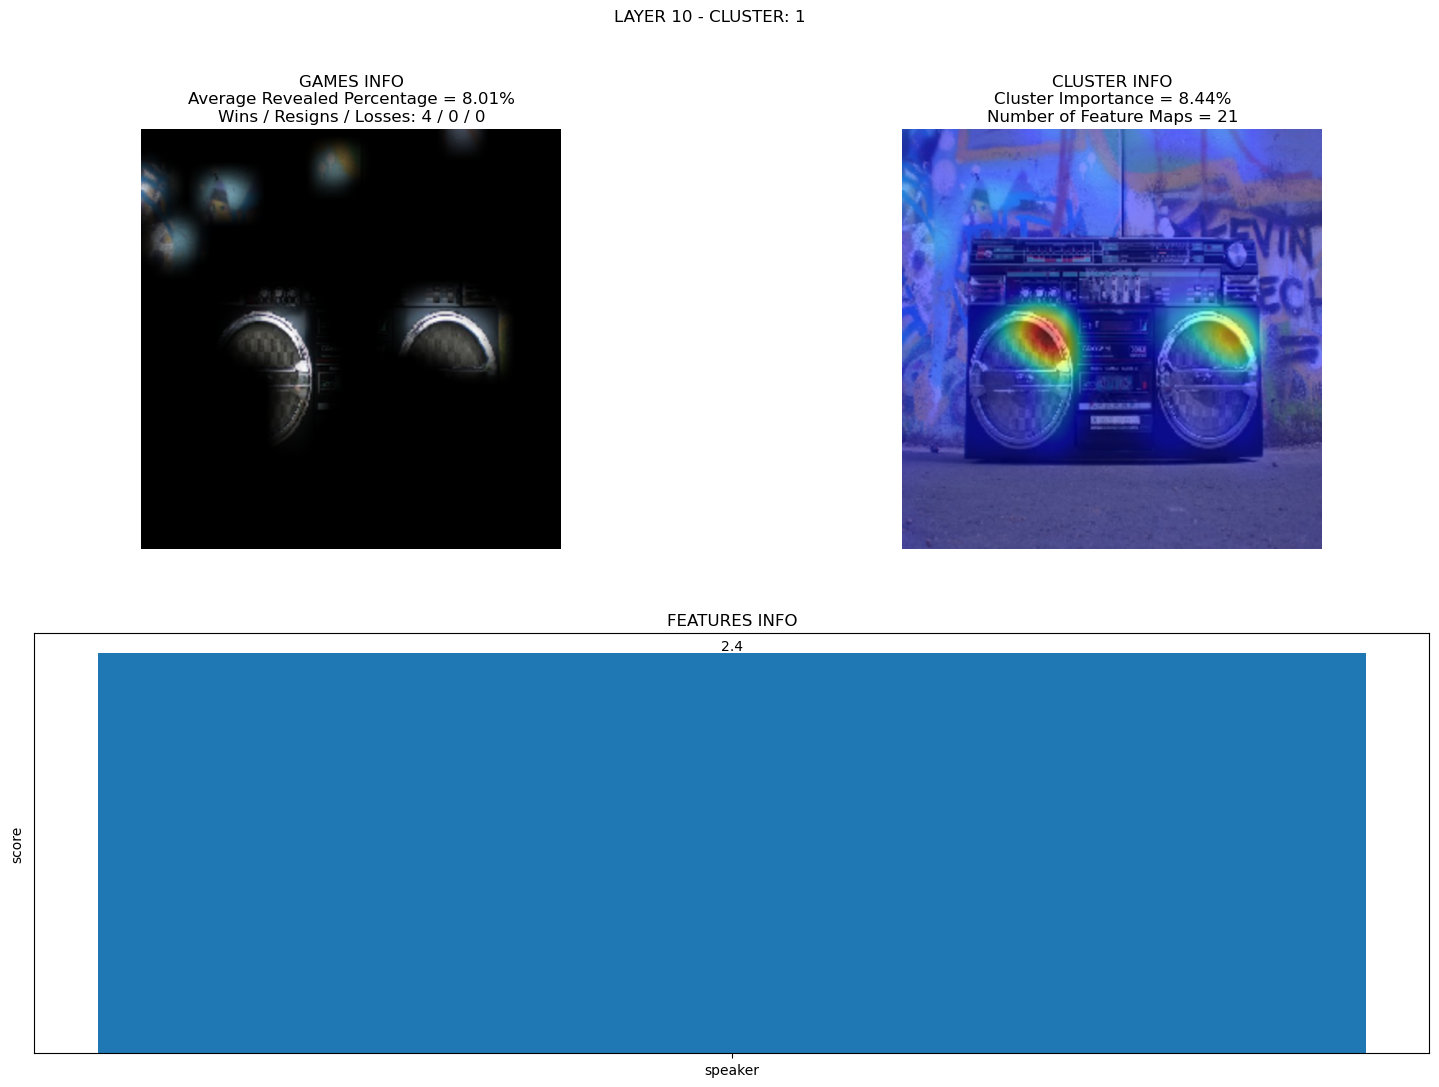 LAYER 10 - CLUSTER: 1
GAMES INFO
Average Revealed Percentage = 8.01%
Wins / Resigns / Losses: 4 / 0 / 0
CLUSTER INFO
Cluster Importance = 8.44%
Number of Feature Maps = 21
KEVIN
FEATURES INFO
2.4
score
speaker